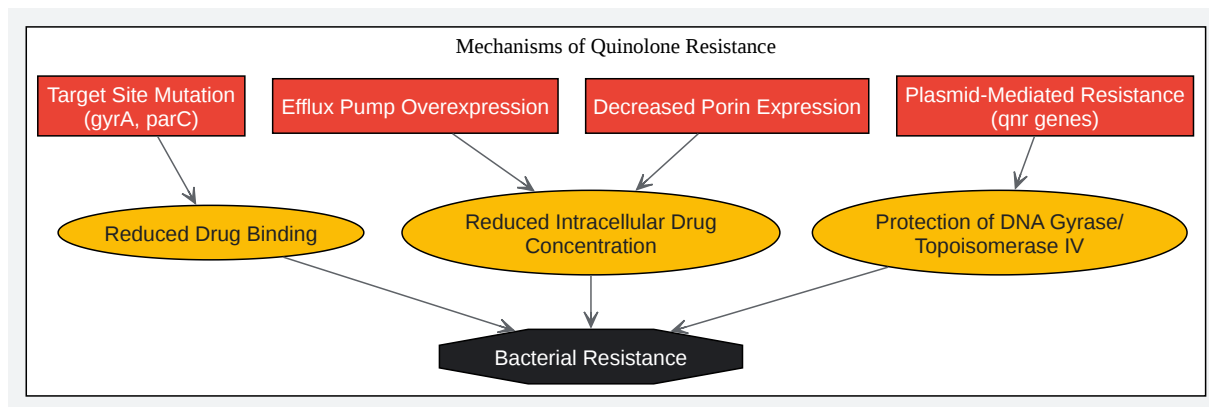 Mechanisms of Quinolone Resistance
Target Site Mutation
(gyrA, parC)
Efflux Pump Overexpression
Decreased Porin Expression
Plasmid-Mediated Resistance
(qnr genes)
Reduced Drug Binding
Reduced Intracellular Drug
Concentration
Protection of DNA Gyrase/
Topoisomerase IV
Bacterial Resistance